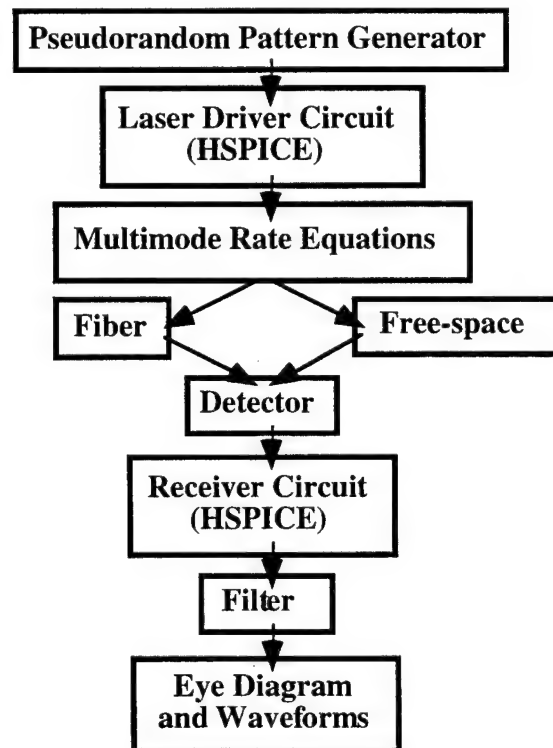 Pseudorandom Pattern Generator
Laser Driver Circuit
(HSPICE)
Multimode Rate Equations
Fiber
Free-space
Detector
Receiver Circuit
(HSPICE)
Filter
Eye Diagram
and Waveforms